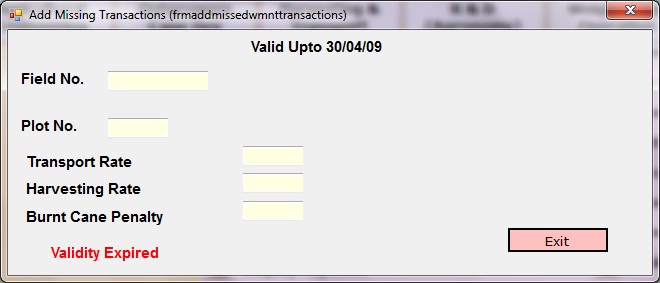 Add Missing Transactions (frmaddmissedwmnttransactions)
Valid Upto 30/04/09
Field No.
Plot No.
Transport Rate
Harvesting Rate
Burnt Cane Penalty
Exit
Validity Expired